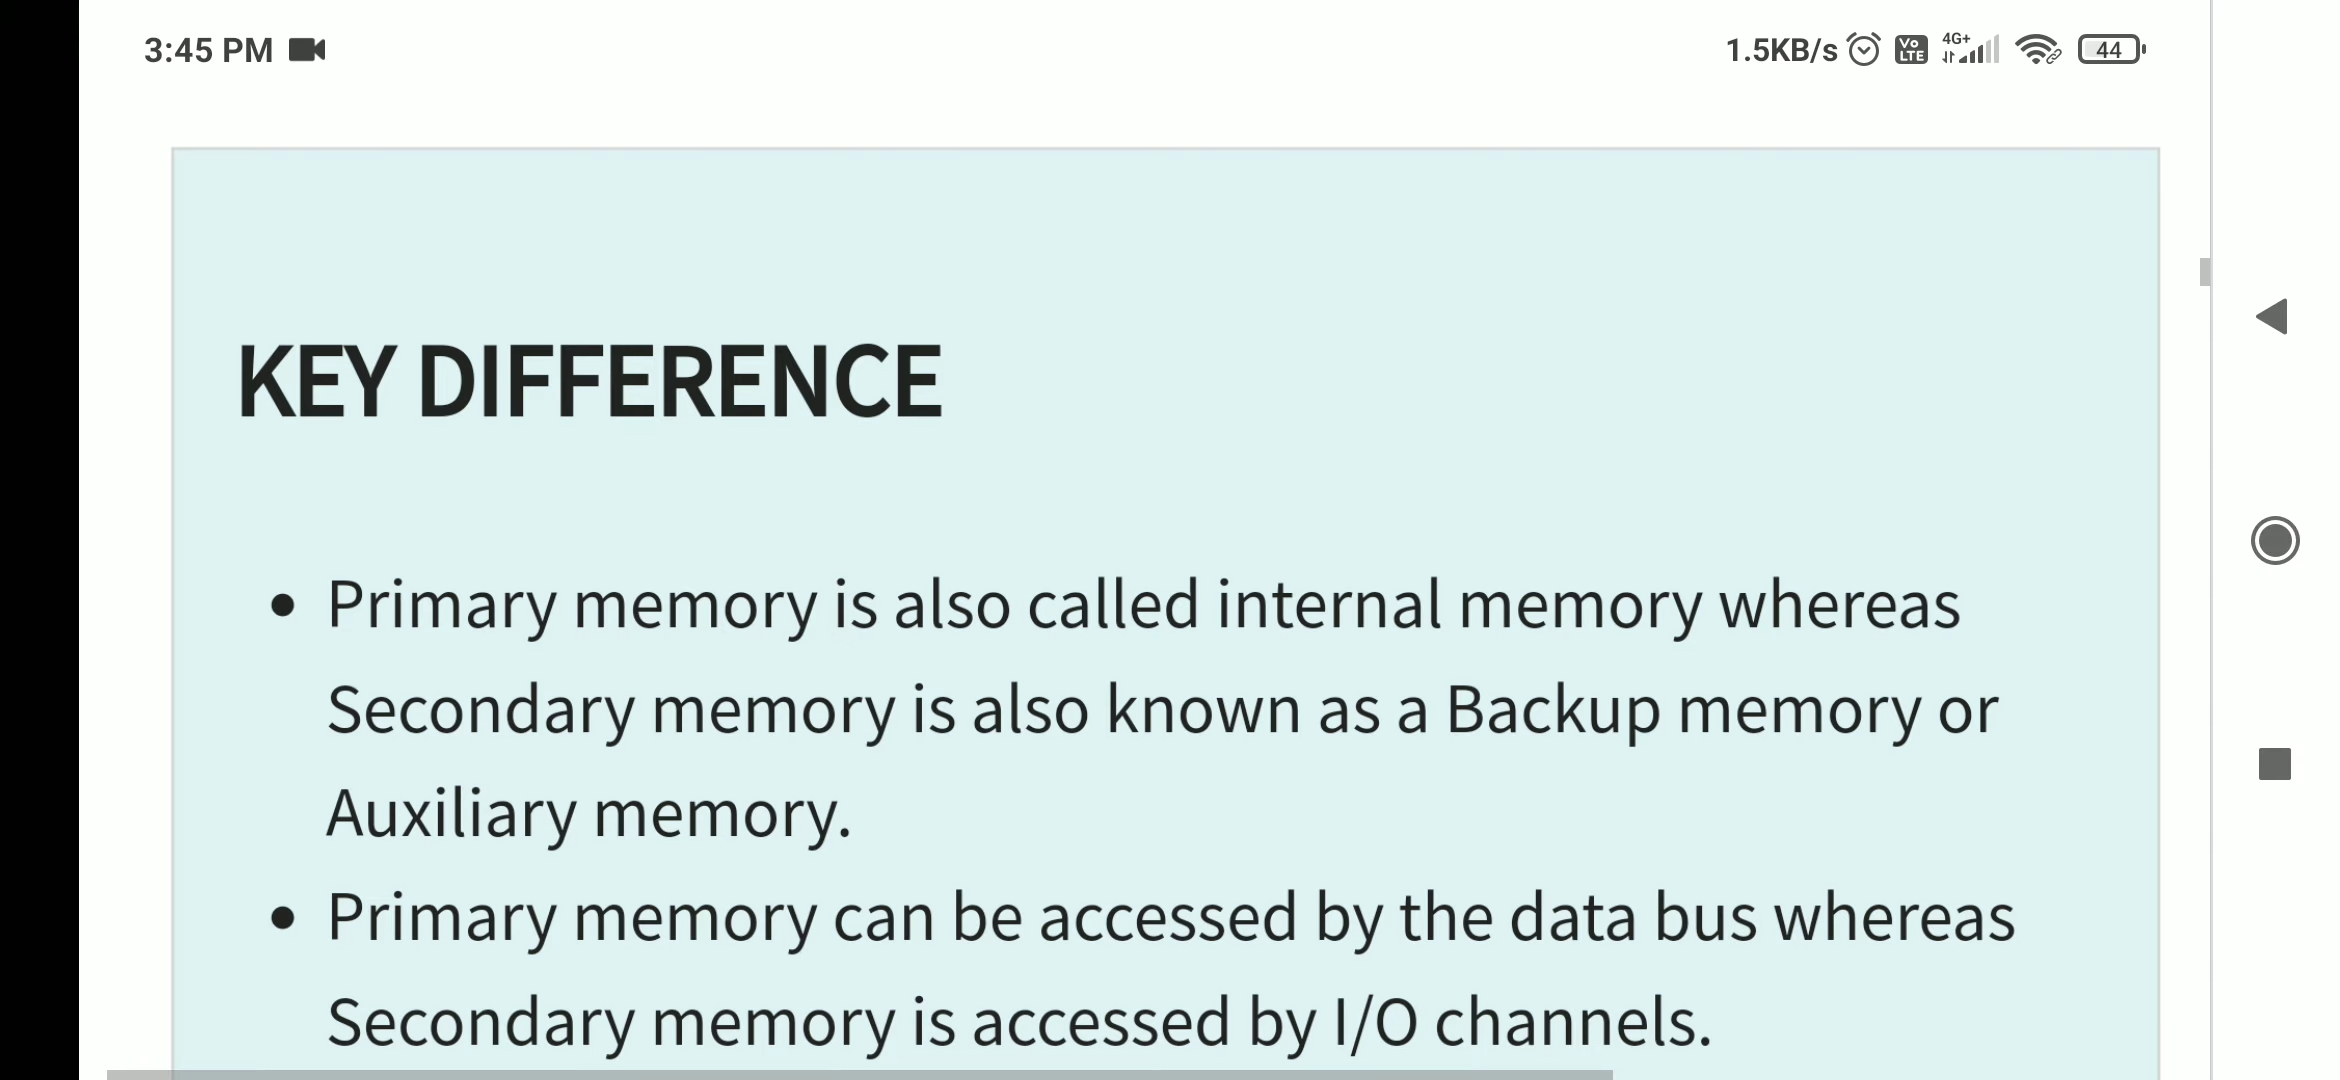 3:45 PM 1.5KB/s Vo LTE 4G+ 44
KEY DIFFERENCE
• Primary memory is also called internal memory whereas
Secondary memory is also known as a Backup memory or
Auxiliary memory.
• Primary memory can be accessed by the data bus whereas
Secondary memory is accessed by I/O channels.